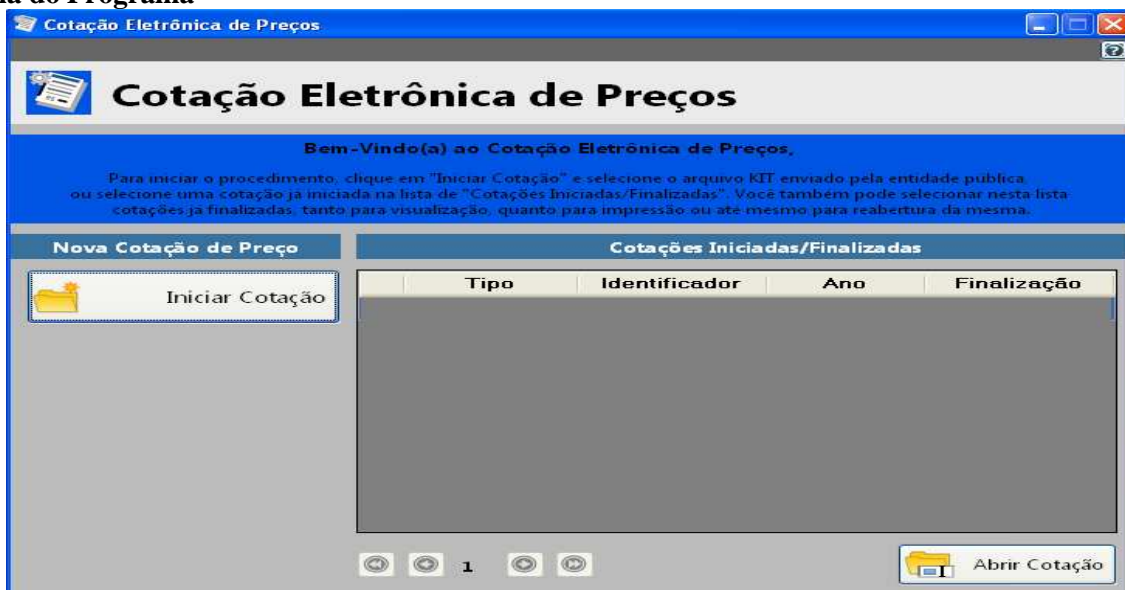 do Programa
Cotação Eletrônica de Preços
Cotação Eletrônica de Preços
Bem-Vindo(a) ao Cotação Eletrônica de Preços,
Para iniciar o procedimento, clique em "Iniciar Cotação" e selecione o arquivo KIT enviado pela entidade pública,
ou selecione uma cotação já iniciada na lista de "Cotações Iniciadas/Finalizadas". Você também pode selecionar nesta lista
cotações já finalizadas, tanto para visualização, quanto para impressão ou até mesmo para reabertura da mesma.
Nova Cotação de Preço
Cotações Iniciadas/Finalizadas
Iniciar Cotação
Tipo Identificador Ano Finalização
1
Abrir Cotação